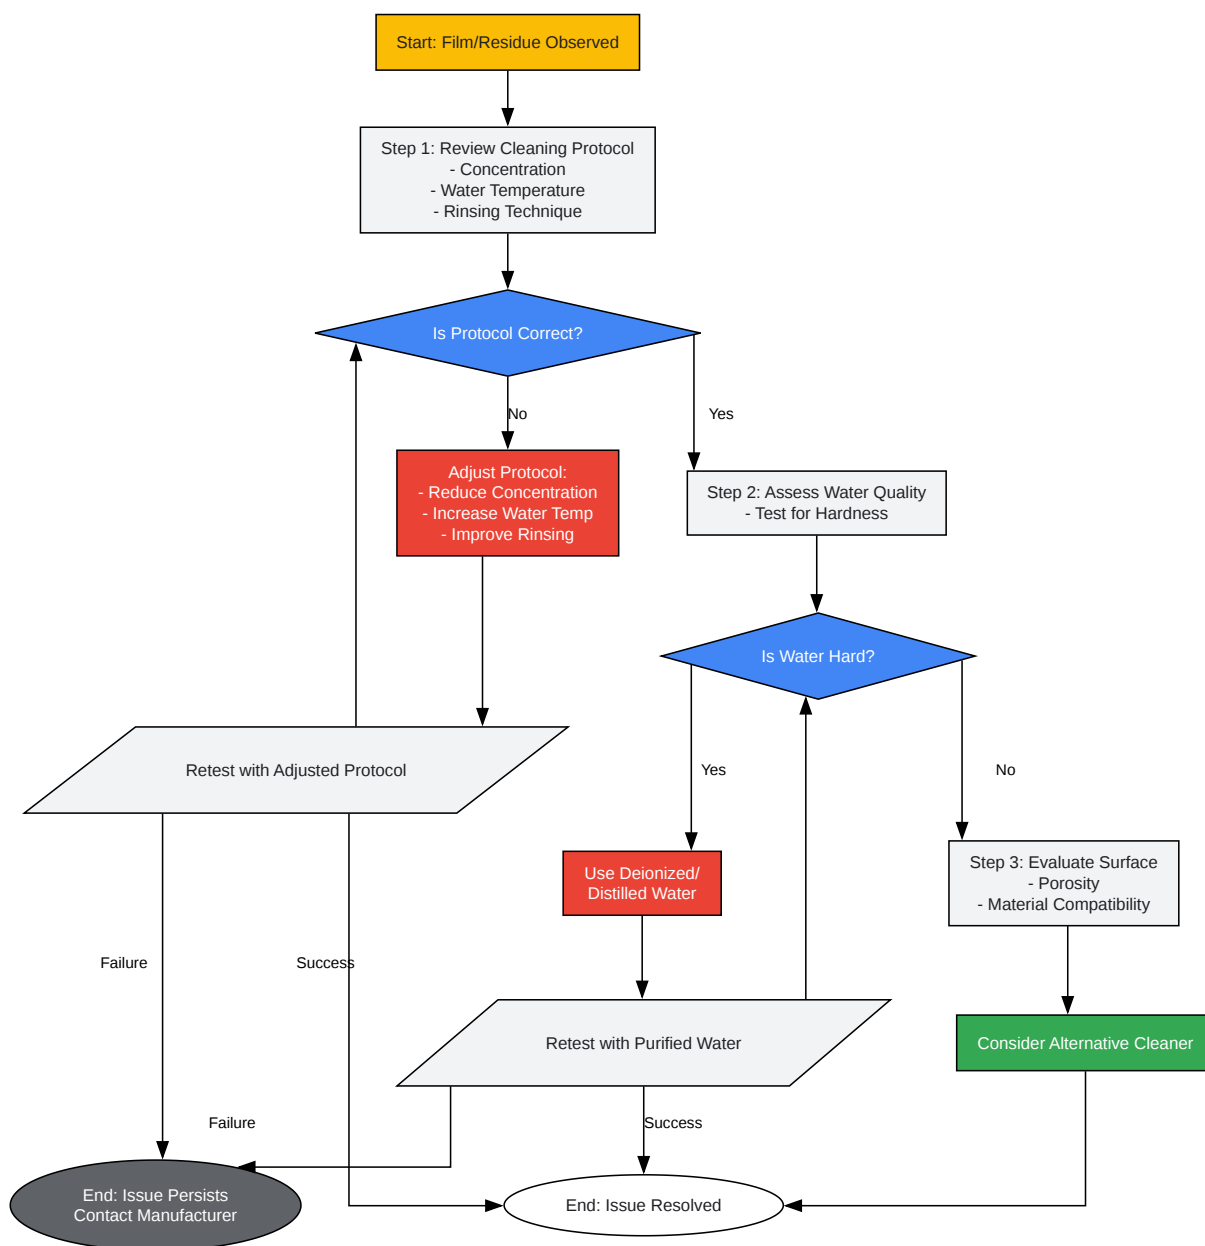 Start: Film/Residue Observed
Step 1: Review Cleaning Protocol
- Concentration
- Water Temperature
- Rinsing Technique
Is Protocol Correct?
No
Yes
Adjust Protocol:
- Reduce Concentration
- Increase Water Temp
- Improve Rinsing
Step 2: Assess Water Quality
- Test for Hardness
Is Water Hard?
Retest with Adjusted Protocol
Yes
No
Use Deionized/
Distilled Water
Step 3: Evaluate Surface
- Porosity
- Material Compatibility
Failure
Success
Retest with Purified Water
Consider Alternative Cleaner
Failure
Success
End: Issue Persists
Contact Manufacturer
End: Issue Resolved